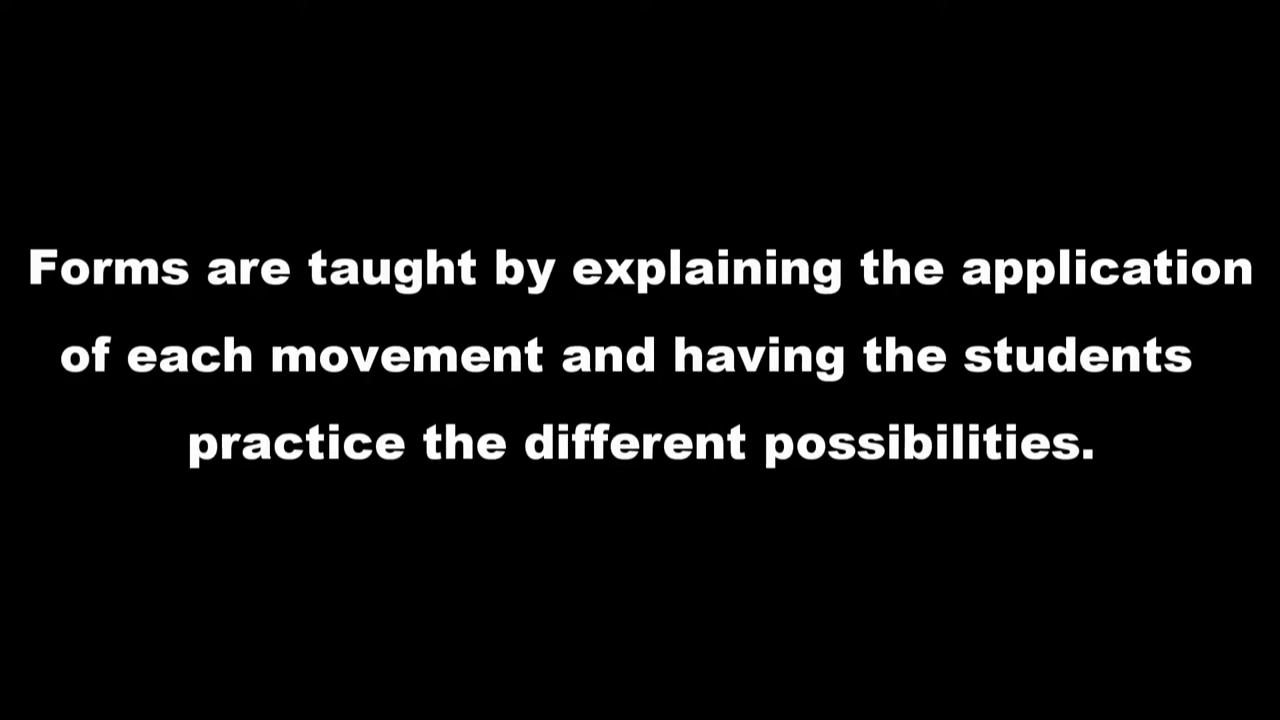 Forms are taught by explaining the application
of each movement and having the students
practice the different possibilities.